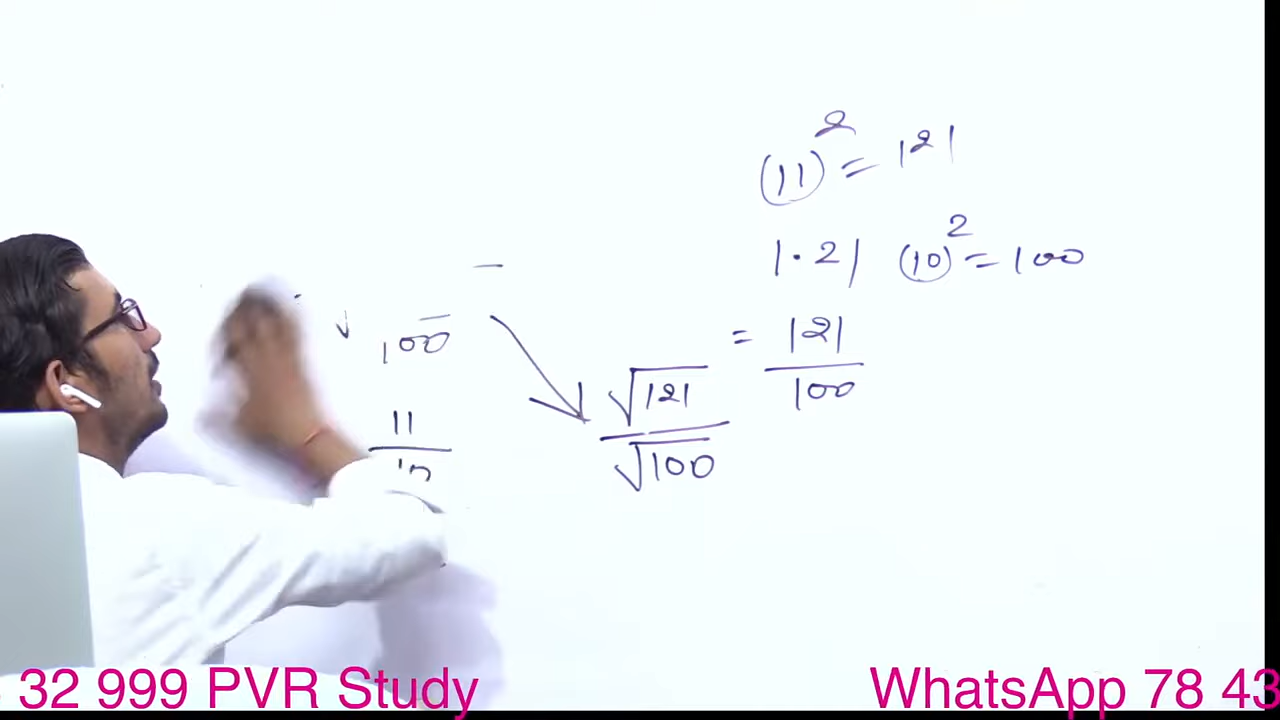 (11)² = 121
1.21 (10)² = 100
100
√121 / √100 = 121 / 100
11 / 10
32 999 PVR Study WhatsApp 78 43